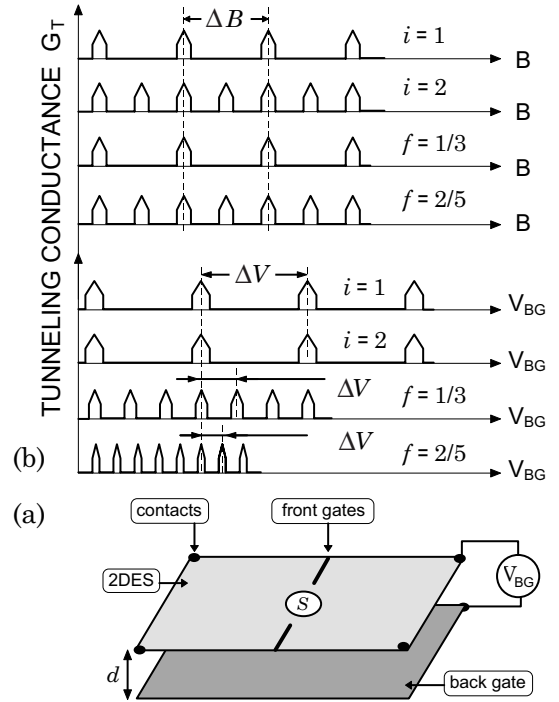 TUNNELING CONDUCTANCE G_T
ΔB
i = 1
B
i = 2
B
f = 1/3
B
f = 2/5
B
ΔV
i = 1
V_BG
i = 2
V_BG
ΔV
f = 1/3
V_BG
ΔV
f = 2/5
V_BG
(b)
(a)
contacts
front gates
2DES
S
V_BG
d
back gate